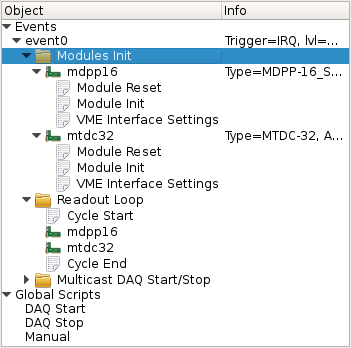 Object Info
Events
event0 Trigger=IRQ, lvl=...
Modules Init
mdpp16 Type=MDPP-16_S...
Module Reset
Module Init
VME Interface Settings
mtdc32 Type=MTDC-32, A...
Module Reset
Module Init
VME Interface Settings
Readout Loop
Cycle Start
mdpp16
mtdc32
Cycle End
Multicast DAQ Start/Stop
Global Scripts
DAQ Start
DAQ Stop
Manual